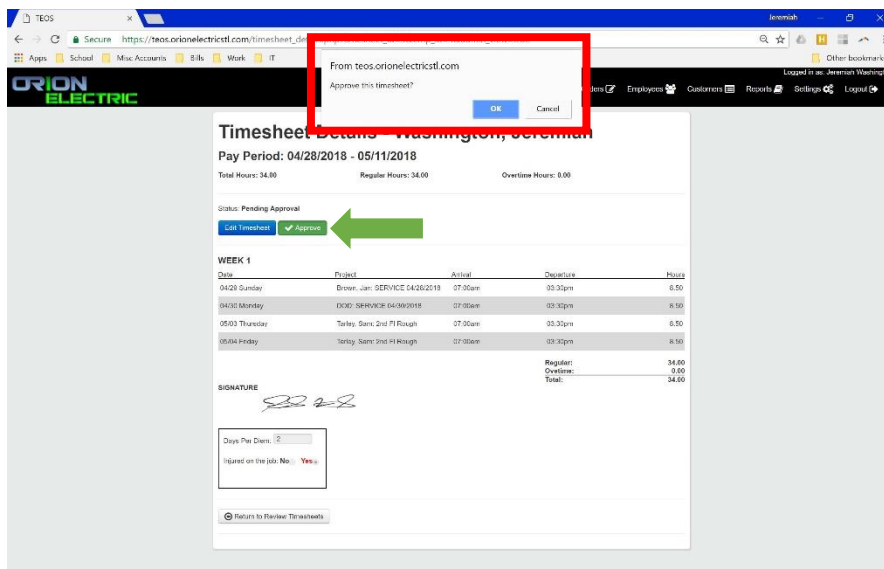 TEOS
Jeremiah
Secure https://teos.orionelectricstl.com/timesheet_de
Apps School Misc Accounts Bills Work IT Other bookmark
From teos.orionelectricstl.com
Approve this timesheet?
OK Cancel
Logged in as: Jeremiah Washingt
ORION
ELECTRIC
ders Employees Customers Reports Settings Logout
Timesheet Details - Washington, Jeremiah
Pay Period: 04/28/2018 - 05/11/2018
Total Hours: 34.00 Regular Hours: 34.00 Overtime Hours: 0.00
Status: Pending Approval
Edit Timesheet Approve
WEEK 1
Date Project Arrival Departure Hours
04/29 Sunday Brown, Jan: SERVICE 04/28/2018 07:00am 03:30pm 8.50
04/30 Monday DOD: SERVICE 04/30/2018 07:00am 03:30pm 8.50
05/03 Thursday Tarley, Sam: 2nd Fl Rough 07:00am 03:30pm 8.50
05/04 Friday Tarley, Sam: 2nd Fl Rough 07:00am 03:30pm 8.50
Regular: 34.00
Ovetime: 0.00
Total: 34.00
SIGNATURE
Days Per Diem: 2
Injured on the job: No Yes
Return to Review Timesheets